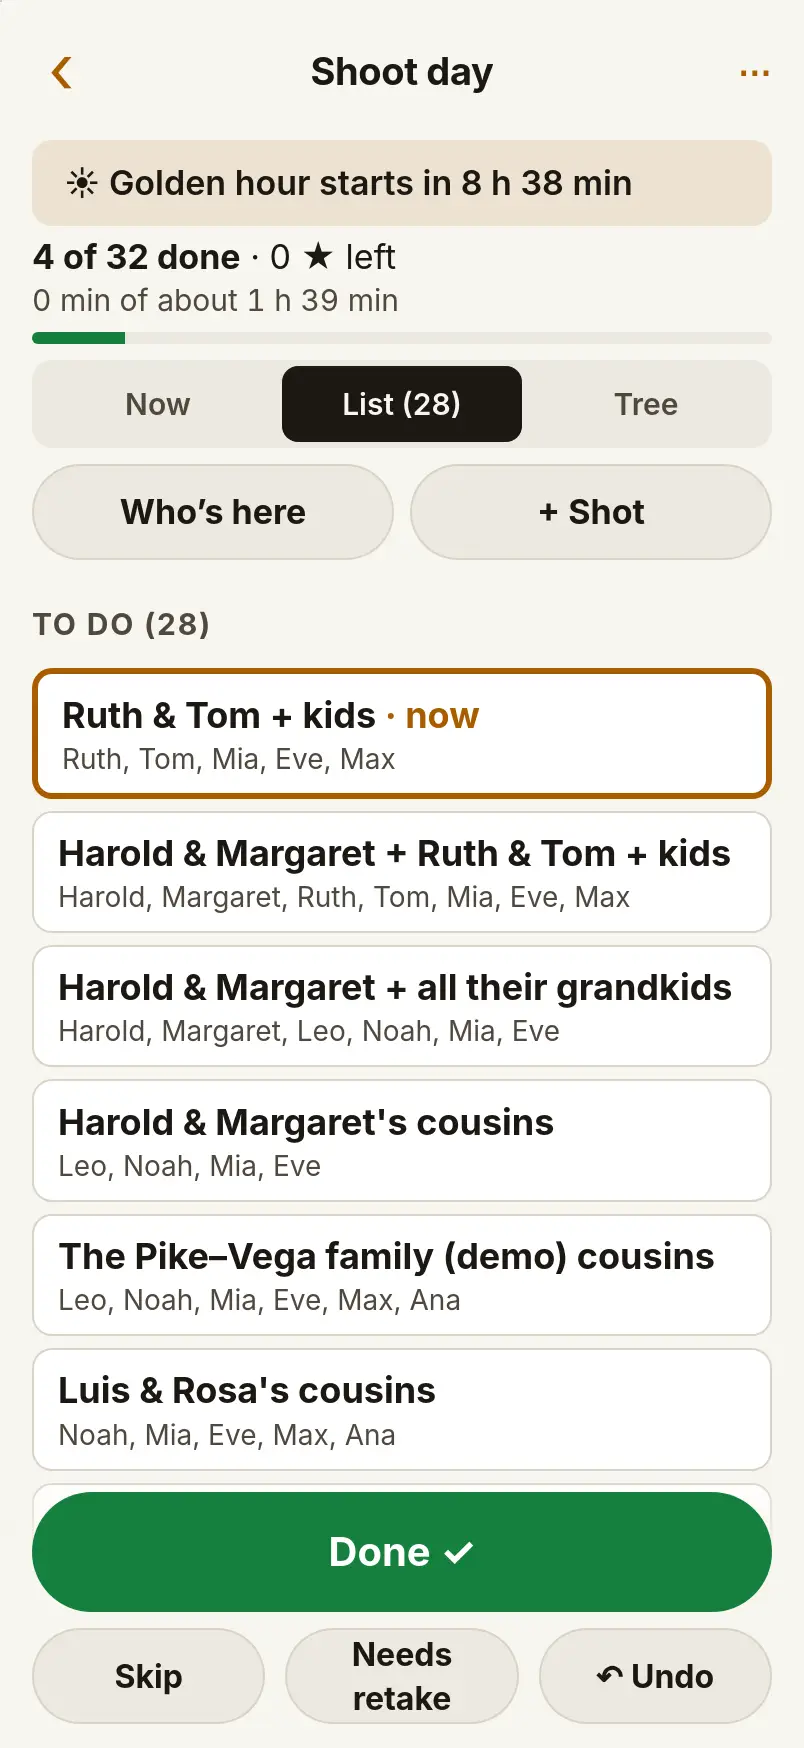 Shoot day
...
☀ Golden hour starts in 8 h 38 min
4 of 32 done · 0 ★ left
0 min of about 1 h 39 min
Now
List (28)
Tree
Who’s here
+ Shot
TO DO (28)
Ruth & Tom + kids · now
Ruth, Tom, Mia, Eve, Max
Harold & Margaret + Ruth & Tom + kids
Harold, Margaret, Ruth, Tom, Mia, Eve, Max
Harold & Margaret + all their grandkids
Harold, Margaret, Leo, Noah, Mia, Eve
Harold & Margaret's cousins
Leo, Noah, Mia, Eve
The Pike–Vega family (demo) cousins
Leo, Noah, Mia, Eve, Max, Ana
Luis & Rosa's cousins
Noah, Mia, Eve, Max, Ana
Done ✓
Skip
Needs
retake
↶ Undo